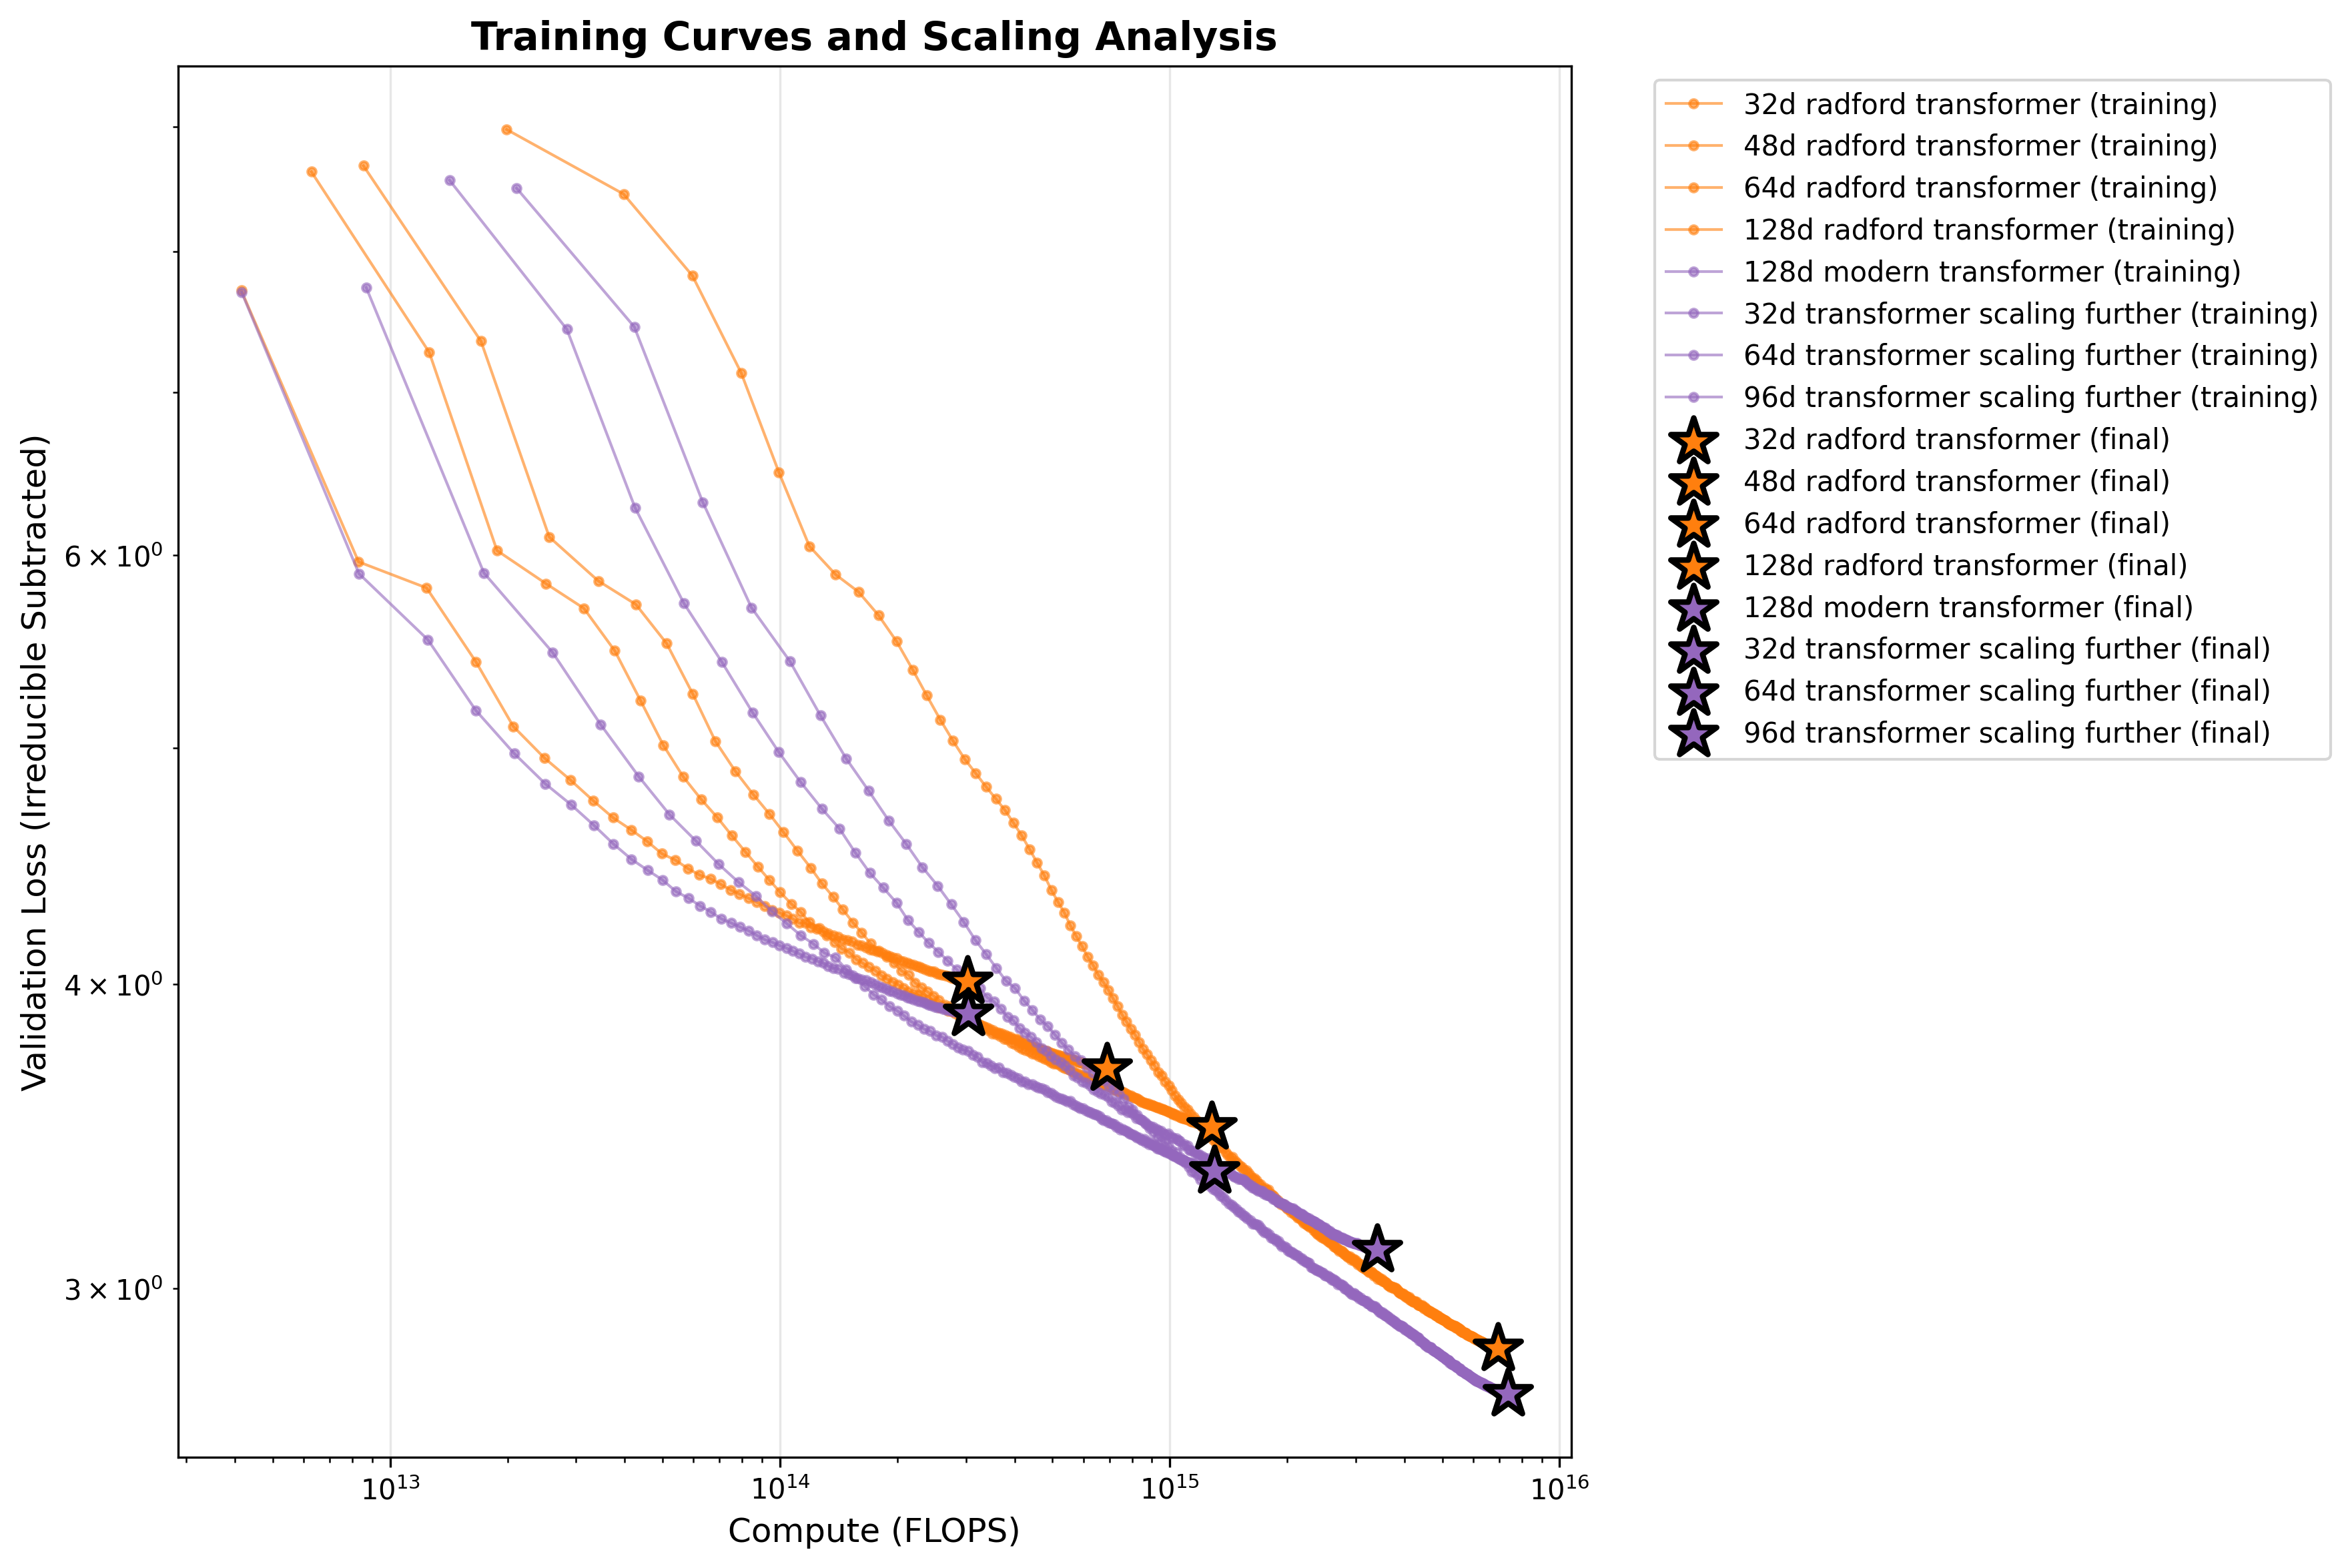 Training Curves and Scaling Analysis
Validation Loss (Irreducible Subtracted)
6 × 10⁰
4 × 10⁰
3 × 10⁰
10¹³
10¹⁴
10¹⁵
10¹⁶
Compute (FLOPS)
32d radford transformer (training)
48d radford transformer (training)
64d radford transformer (training)
128d radford transformer (training)
128d modern transformer (training)
32d transformer scaling further (training)
64d transformer scaling further (training)
96d transformer scaling further (training)
32d radford transformer (final)
48d radford transformer (final)
64d radford transformer (final)
128d radford transformer (final)
128d modern transformer (final)
32d transformer scaling further (final)
64d transformer scaling further (final)
96d transformer scaling further (final)